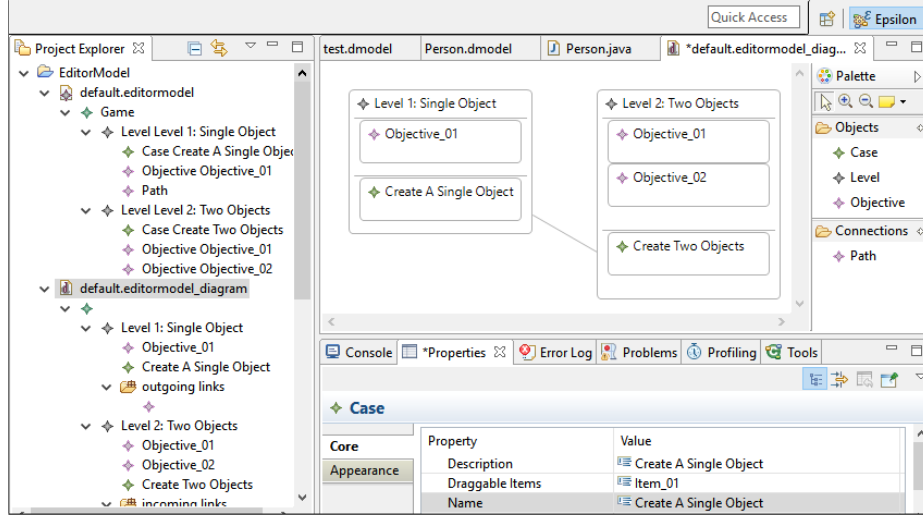 Quick Access
Epsilon
Project Explorer
EditorModel
default.editormodel
Game
Level Level 1: Single Object
Case Create A Single Objec
Objective Objective_01
Path
Level Level 2: Two Objects
Case Create Two Objects
Objective Objective_01
Objective Objective_02
default.editormodel_diagram
Level 1: Single Object
Objective_01
Create A Single Object
outgoing links
Level 2: Two Objects
Objective_01
Objective_02
Create Two Objects
incoming links
test.dmodel
Person.dmodel
Person.java
*default.editormodel_diag...
Level 1: Single Object
Objective_01
Create A Single Object
Level 2: Two Objects
Objective_01
Objective_02
Create Two Objects
Palette
Objects
Case
Level
Objective
Connections
Path
Console
*Properties
Error Log
Problems
Profiling
Tools
Case
Core
Appearance
Property Value
Description Create A Single Object
Draggable Items Item_01
Name Create A Single Object